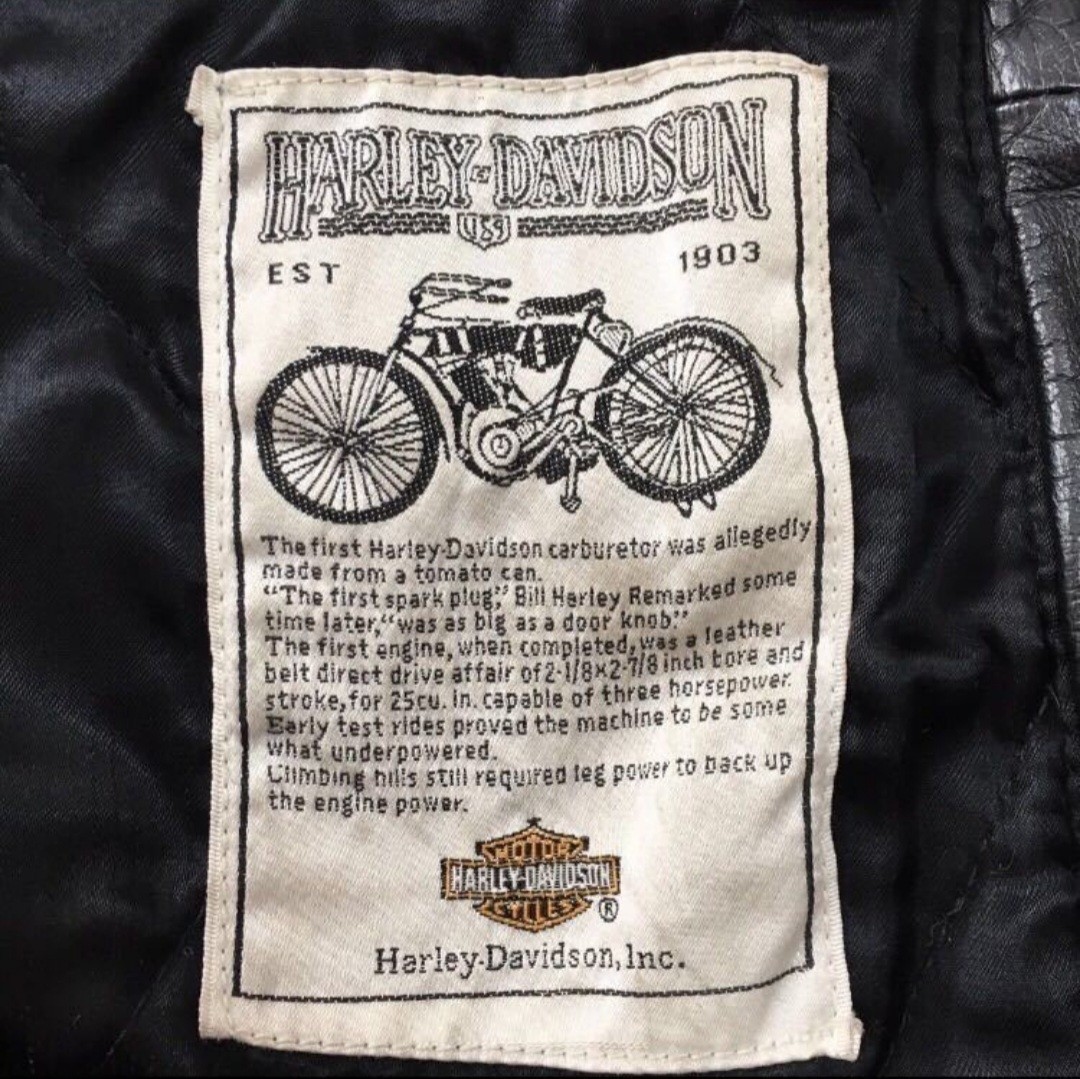 HARLEY-DAVIDSON
USA
EST 1903
The first Harley-Davidson carburetor was allegedly
made from a tomato can.
“The first spark plug,” Bill Harley Remarked some
time later, “was as big as a door knob.”
The first engine, when completed, was a leather
belt direct drive affair of 2-1/8×2-7/8 inch bore and
stroke, for 25cu. in. capable of three horsepower.
Early test rides proved the machine to be some
what underpowered.
Climbing hills still required leg power to back up
the engine power.
MOTOR
HARLEY-DAVIDSON
CYCLES ®
Harley-Davidson, Inc.